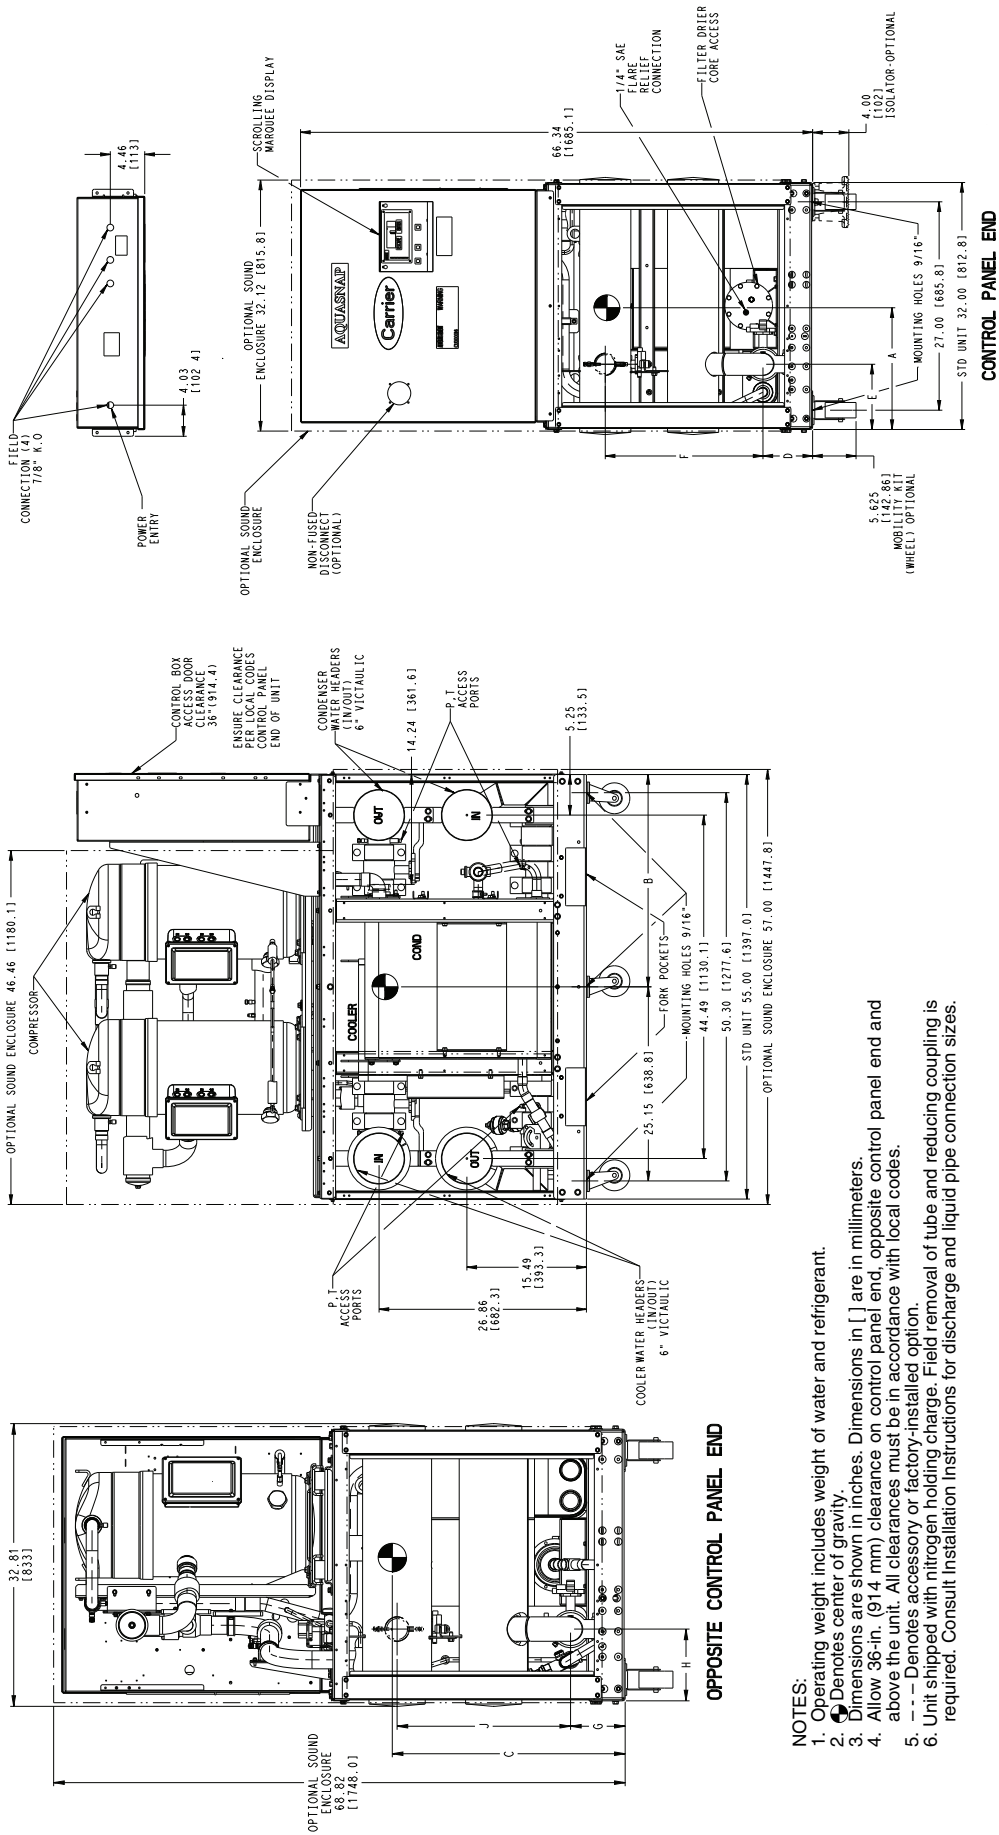 32.81
[833]
OPTIONAL SOUND
ENCLOSURE
68.82
[1748.0]
C
J
G
H
OPPOSITE CONTROL PANEL END
OPTIONAL SOUND ENCLOSURE 46.46 [1180.1]
COMPRESSOR
CONTROL BOX
ACCESS DOOR
CLEARANCE
36"(914.4)
ENSURE CLEARANCE
PER LOCAL CODES
CONTROL PANEL
END OF UNIT
CONDENSER
WATER HEADERS
(IN/OUT)
6" VICTAULIC
14.24 [361.6]
P,T
ACCESS
PORTS
5.25
[133.5]
COOLER
COND
IN
OUT
OUT
IN
P,T
ACCESS
PORTS
26.86
[682.3]
15.49
[393.3]
COOLER WATER HEADERS
(IN/OUT)
6" VICTAULIC
B
25.15 [638.8]
FORK POCKETS
MOUNTING HOLES 9/16"
44.49 [1130.1]
50.30 [1277.6]
STD UNIT 55.00 [1397.0]
OPTIONAL SOUND ENCLOSURE 57.00 [1447.8]
FIELD
CONNECTION (4)
7/8" K.O
POWER
ENTRY
4.03
[102 4]
4.46
[113]
OPTIONAL SOUND
ENCLOSURE
OPTIONAL SOUND
ENCLOSURE 32.12 [815.8]
SCROLLING
MARQUEE DISPLAY
NON-FUSED
DISCONNECT
(OPTIONAL)
AQUASNAP
Carrier
WARNING
1/4" SAE
FLARE
RELIEF
CONNECTION
FILTER DRIER
CORE ACCESS
66.34
[1685.1]
4.00
[102]
ISOLATOR-OPTIONAL
F
D
E
A
5.625
[142.86]
MOBILITY KIT
(WHEEL) OPTIONAL
MOUNTING HOLES 9/16"
27.00 [685.8]
STD UNIT 32.00 [812.8]
CONTROL PANEL END
NOTES:
1. Operating weight includes weight of water and refrigerant.
2. Denotes center of gravity.
3. Dimensions are shown in inches. Dimensions in [ ] are in millimeters.
4. Allow 36-in. (914 mm) clearance on control panel end, opposite control panel end and
above the unit. All clearances must be in accordance with local codes.
5. – - – Denotes accessory or factory-installed option.
6. Unit shipped with nitrogen holding charge. Field removal of tube and reducing coupling is
required. Consult Installation Instructions for discharge and liquid pipe connection sizes.